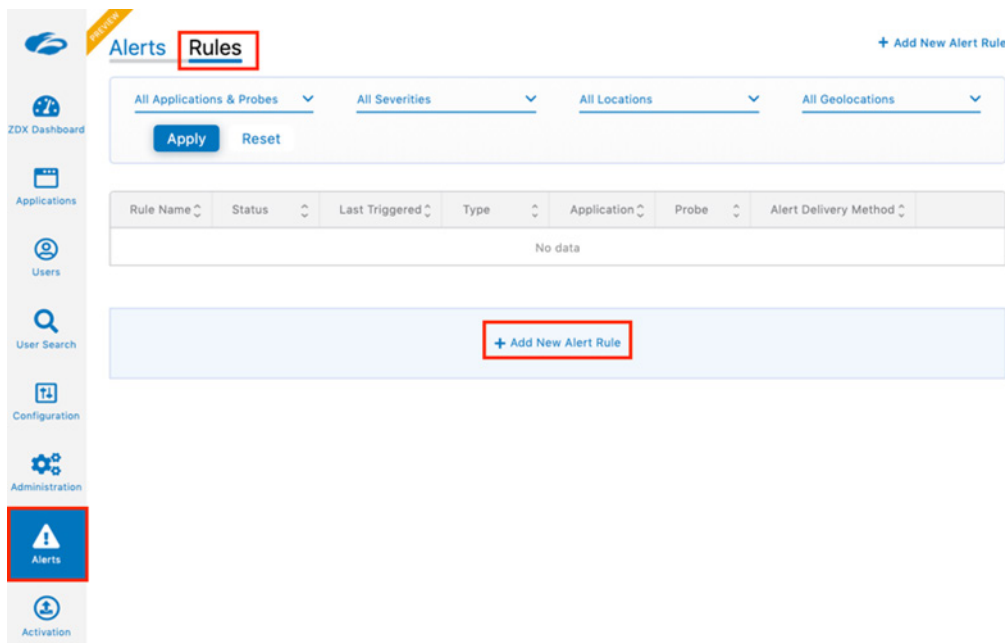 PREVIEW
Alerts Rules
+ Add New Alert Rule
All Applications & Probes All Severities All Locations All Geolocations
Apply Reset
Rule Name Status Last Triggered Type Application Probe Alert Delivery Method
No data
+ Add New Alert Rule
ZDX Dashboard
Applications
Users
User Search
Configuration
Administration
Alerts
Activation